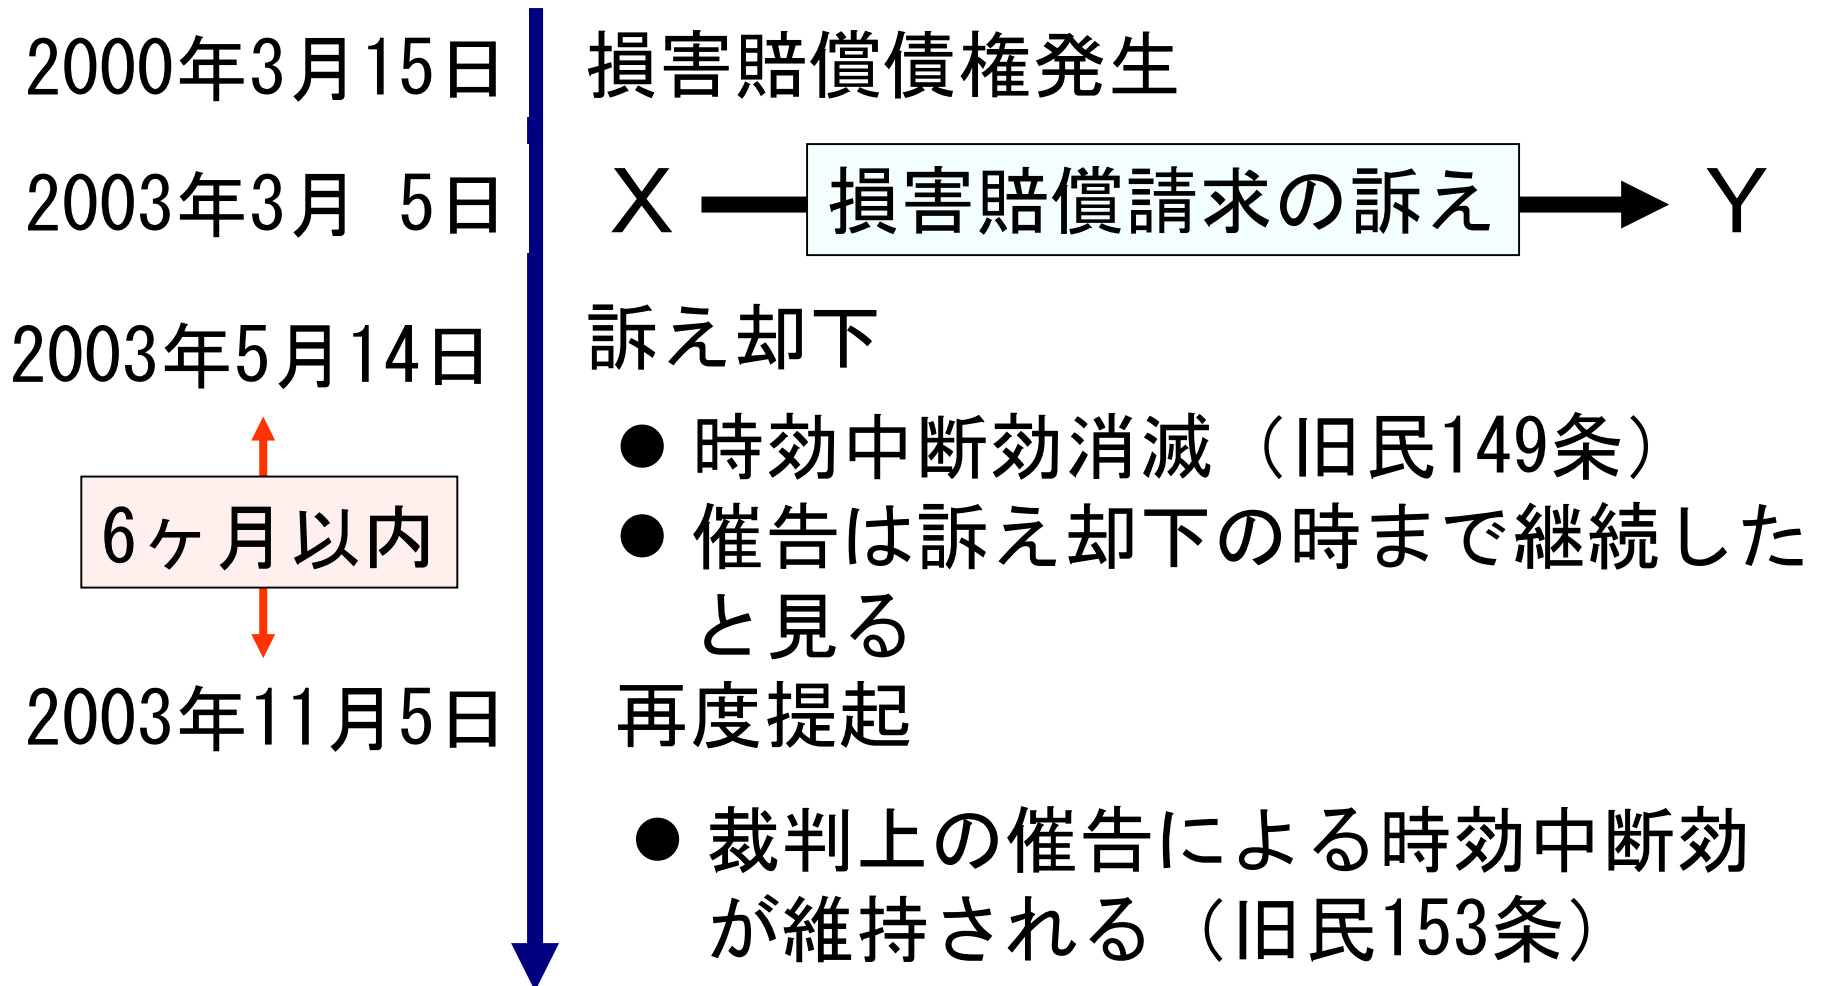 2000年3月15日 損害賠償債権発生
2003年3月 5日 X 損害賠償請求の訴え Y
2003年5月14日 訴え却下
● 時効中断効消滅（旧民149条）
6ヶ月以内 ● 催告は訴え却下の時まで継続した
と見る
2003年11月5日 再度提起
● 裁判上の催告による時効中断効
が維持される（旧民153条）